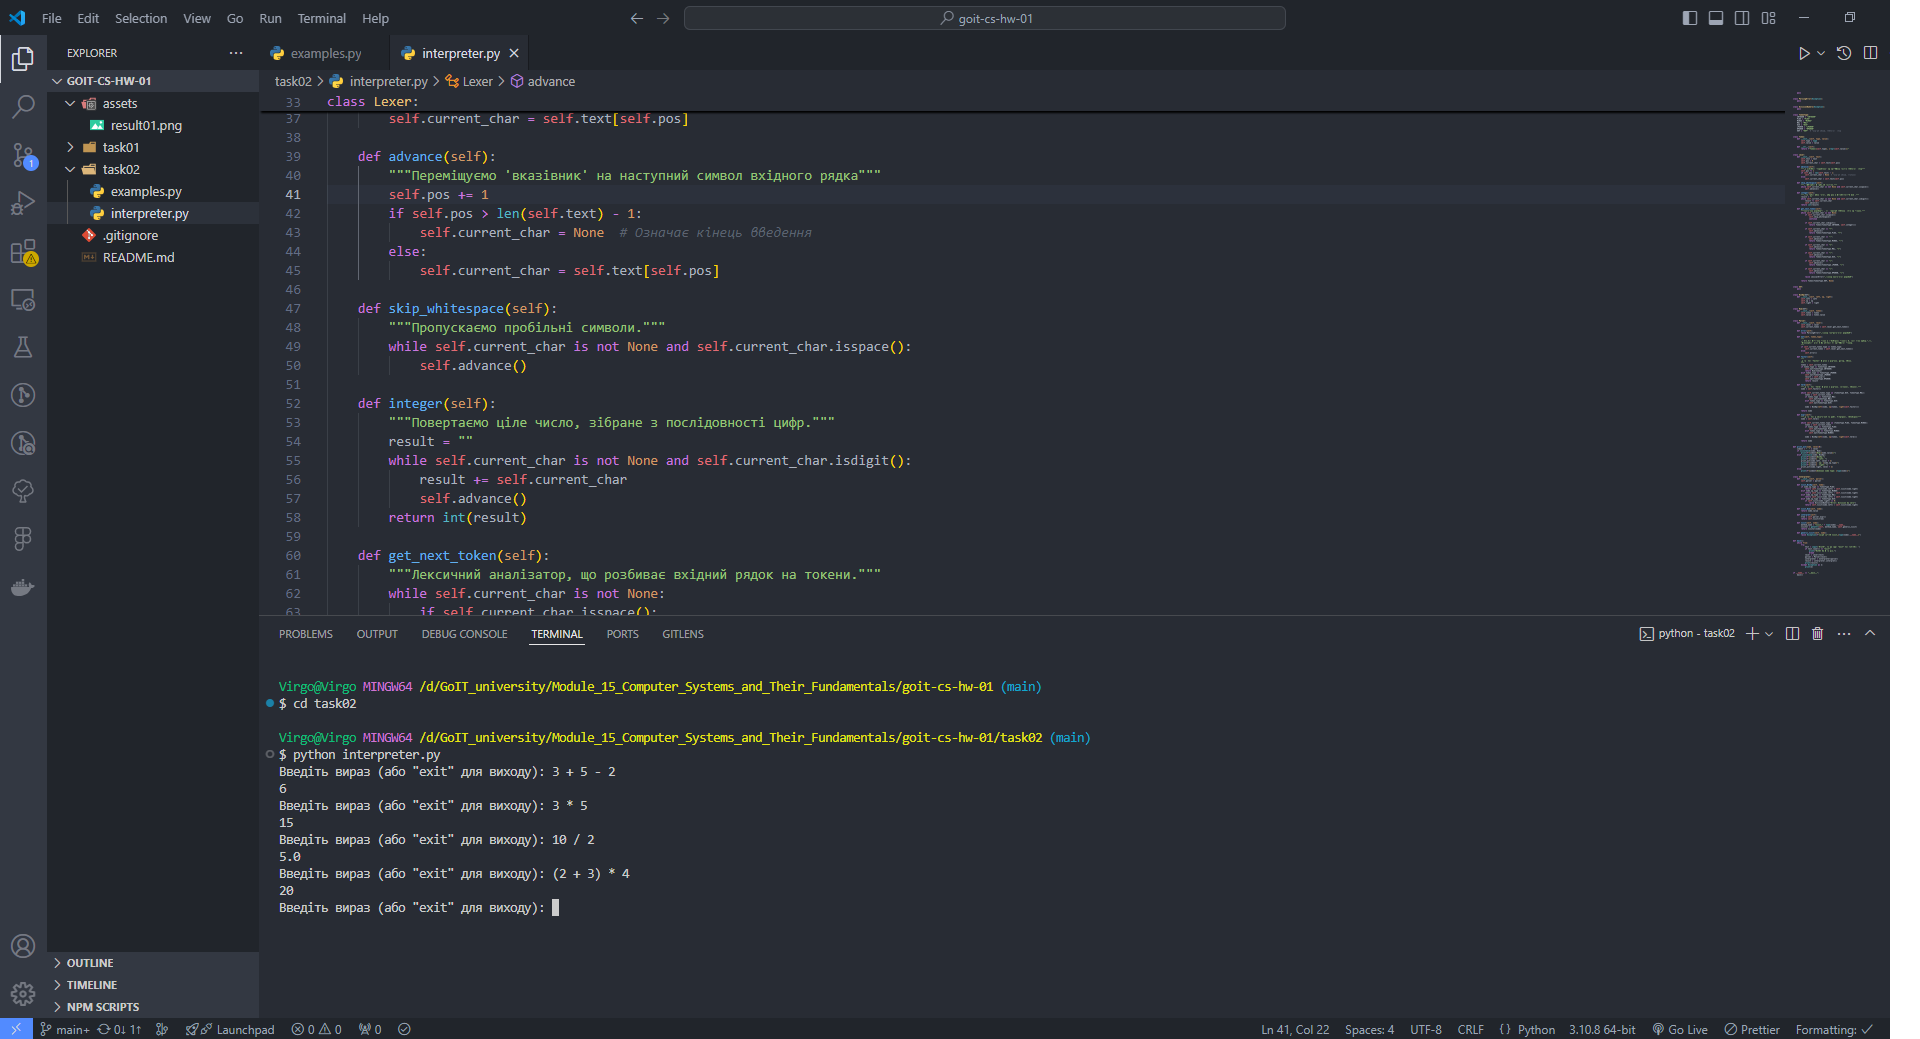 File Edit Selection View Go Run Terminal Help
goit-cs-hw-01
EXPLORER
GOIT-CS-HW-01
assets
result01.png
task01
task02
examples.py
interpreter.py
.gitignore
README.md
OUTLINE
TIMELINE
NPM SCRIPTS
examples.py interpreter.py
task02 > interpreter.py > Lexer > advance
33 class Lexer:
37 self.current_char = self.text[self.pos]
38
39 def advance(self):
40 """Переміщуємо 'вказівник' на наступний символ вхідного рядка"""
41 self.pos += 1
42 if self.pos > len(self.text) - 1:
43 self.current_char = None # Означає кінець введення
44 else:
45 self.current_char = self.text[self.pos]
46
47 def skip_whitespace(self):
48 """Пропускаємо пробільні символи."""
49 while self.current_char is not None and self.current_char.isspace():
50 self.advance()
51
52 def integer(self):
53 """Повертаємо ціле число, зібране з послідовності цифр."""
54 result = ""
55 while self.current_char is not None and self.current_char.isdigit():
56 result += self.current_char
57 self.advance()
58 return int(result)
59
60 def get_next_token(self):
61 """Лексичний аналізатор, що розбиває вхідний рядок на токени."""
62 while self.current_char is not None:
63 if self.current_char.isspace():
PROBLEMS OUTPUT DEBUG CONSOLE TERMINAL PORTS GITLENS
python - task02
Virgo@Virgo MINGW64 /d/GoIT_university/Module_15_Computer_Systems_and_Their_Fundamentals/goit-cs-hw-01 (main)
$ cd task02
Virgo@Virgo MINGW64 /d/GoIT_university/Module_15_Computer_Systems_and_Their_Fundamentals/goit-cs-hw-01/task02 (main)
$ python interpreter.py
Введіть вираз (або "exit" для виходу): 3 + 5 - 2
6
Введіть вираз (або "exit" для виходу): 3 * 5
15
Введіть вираз (або "exit" для виходу): 10 / 2
5.0
Введіть вираз (або "exit" для виходу): (2 + 3) * 4
20
Введіть вираз (або "exit" для виходу):
1
main+ 0↓ 1↑ Launchpad 0 0 0
Ln 41, Col 22 Spaces: 4 UTF-8 CRLF {} Python 3.10.8 64-bit Go Live Prettier Formatting: ✓